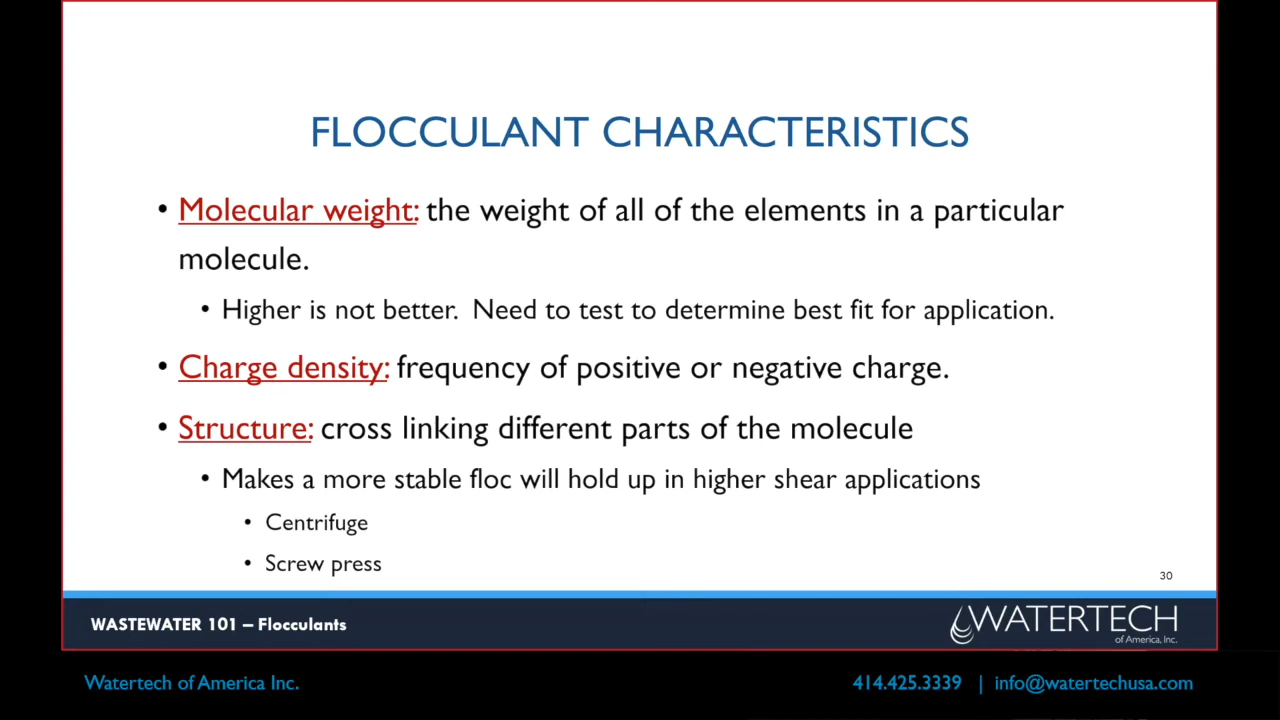 FLOCCULANT CHARACTERISTICS
• Molecular weight: the weight of all of the elements in a particular
molecule.
• Higher is not better. Need to test to determine best fit for application.
• Charge density: frequency of positive or negative charge.
• Structure: cross linking different parts of the molecule
• Makes a more stable floc will hold up in higher shear applications
• Centrifuge
• Screw press
30
WASTEWATER 101 – Flocculants
WATERTECH
of America, Inc.
Watertech of America Inc.
414.425.3339 | info@watertechusa.com